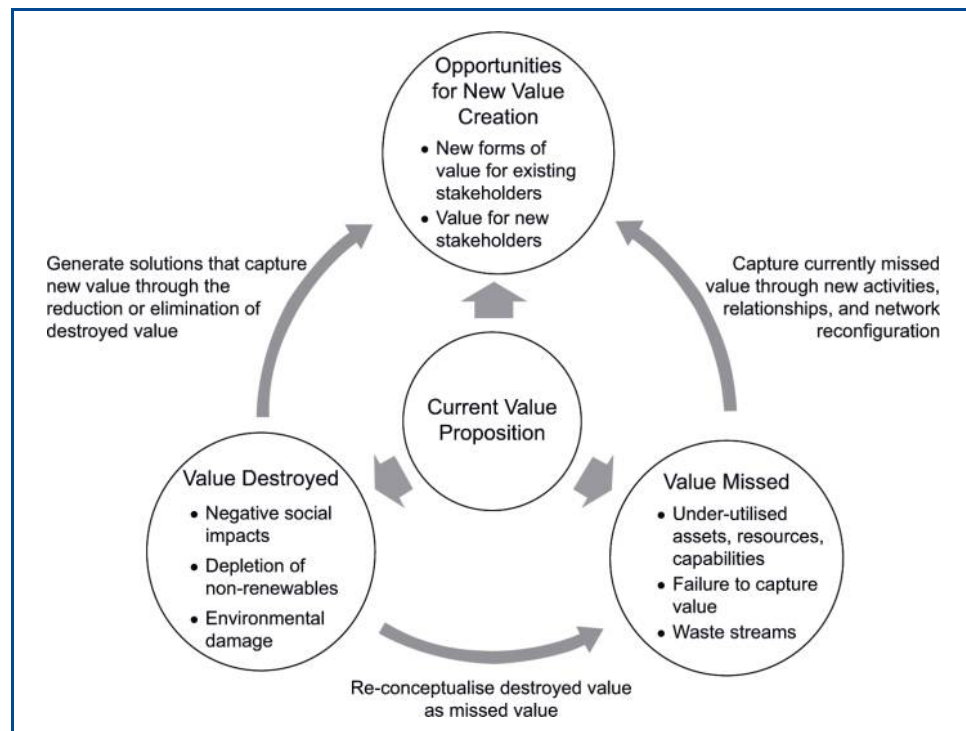 Opportunities
for New Value
Creation
• New forms of
value for existing
stakeholders
• Value for new
stakeholders
Generate solutions that capture
new value through the
reduction or elimination of
destroyed value
Capture currently missed
value through new activities,
relationships, and network
reconfiguration
Current Value
Proposition
Value Destroyed
• Negative social
impacts
• Depletion of
non-renewables
• Environmental
damage
Value Missed
• Under-utilised
assets, resources,
capabilities
• Failure to capture
value
• Waste streams
Re-conceptualise destroyed value
as missed value